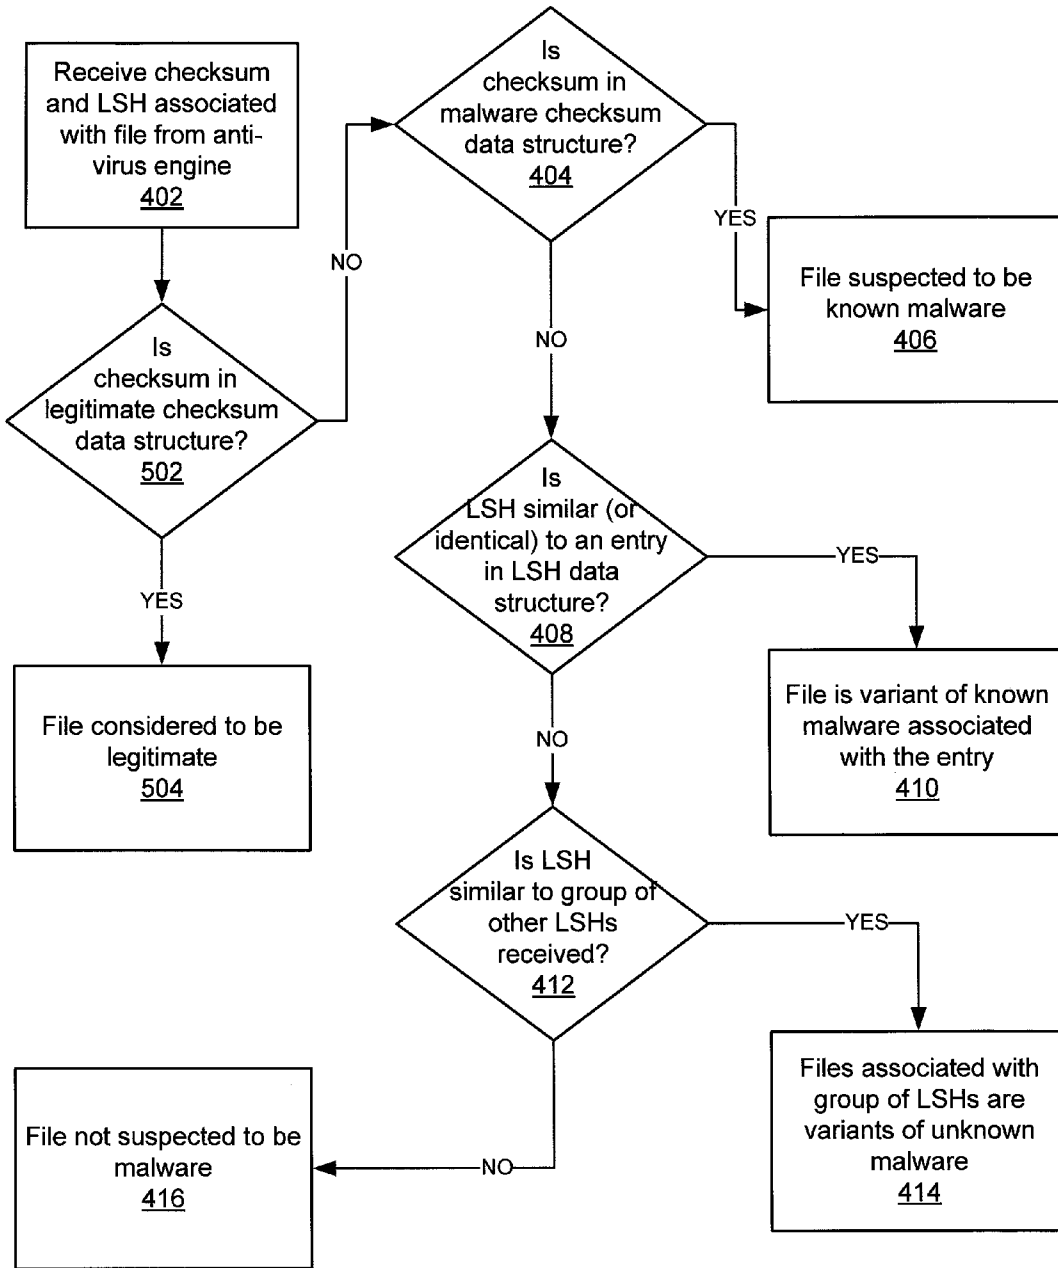 Receive checksum
and LSH associated
with file from anti-
virus engine
402
Is
checksum in
legitimate checksum
data structure?
502
YES
File considered to be
legitimate
504
NO
Is
checksum in
malware checksum
data structure?
404
YES
File suspected to be
known malware
406
NO
Is
LSH similar (or
identical) to an entry
in LSH data
structure?
408
YES
File is variant of known
malware associated
with the entry
410
NO
Is LSH
similar to group of
other LSHs
received?
412
YES
Files associated with
group of LSHs are
variants of unknown
malware
414
NO
File not suspected to be
malware
416